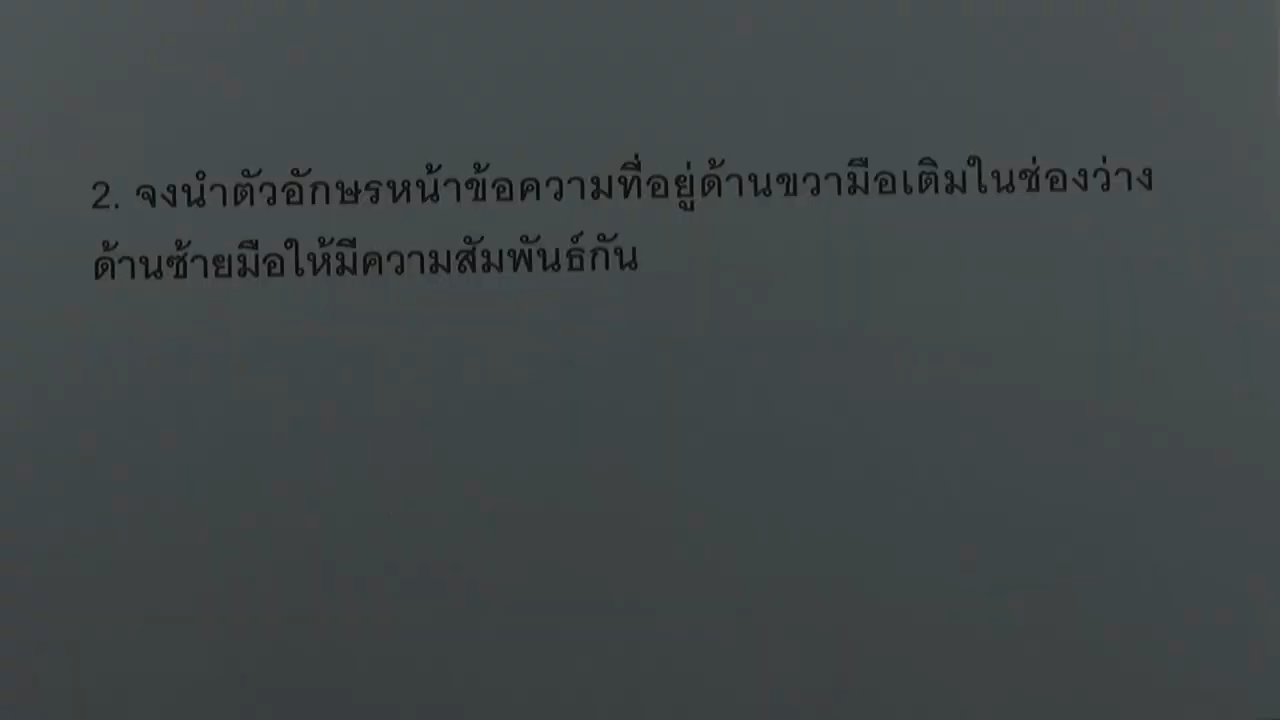 2. จงนำตัวอักษรหน้าข้อความที่อยู่ด้านขวามือเติมในช่องว่าง
ด้านซ้ายมือให้มีความสัมพันธ์กัน